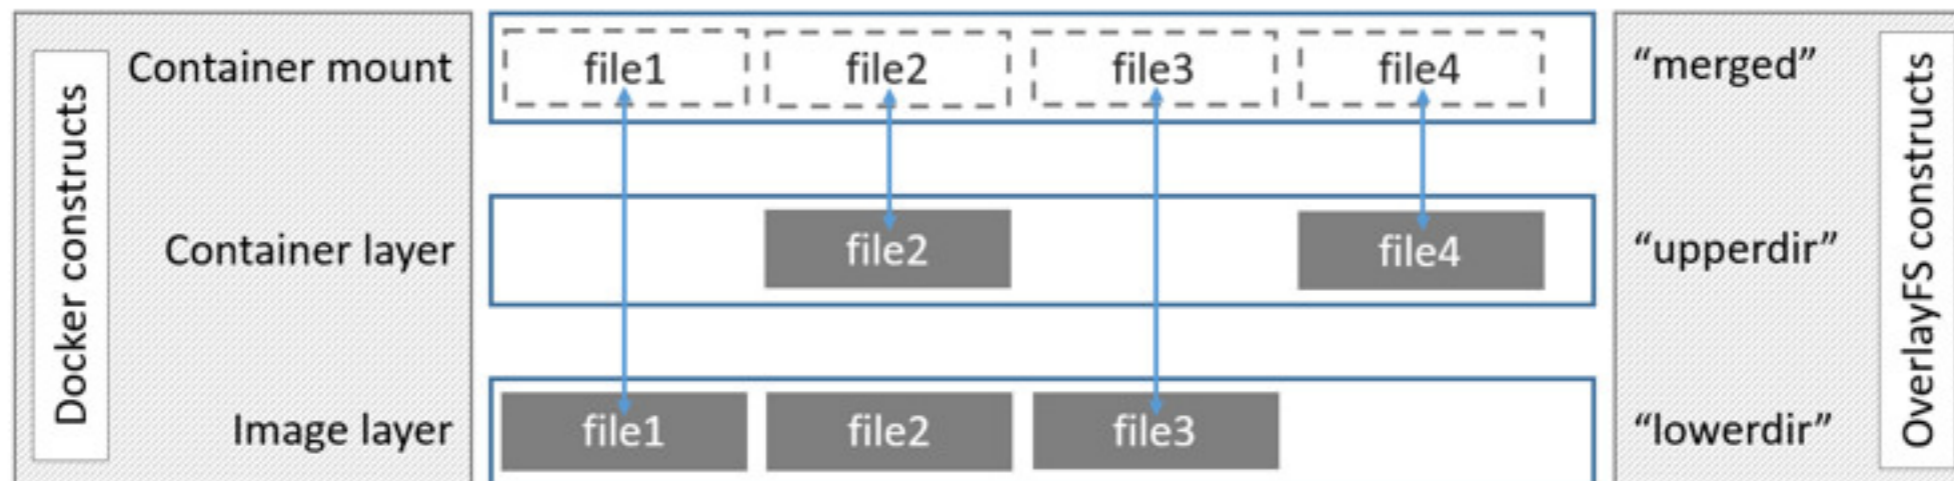 Docker constructs
Container mount
file1
file2
file3
file4
“merged”
Container layer
file2
file4
“upperdir”
Image layer
file1
file2
file3
“lowerdir”
OverlayFS constructs